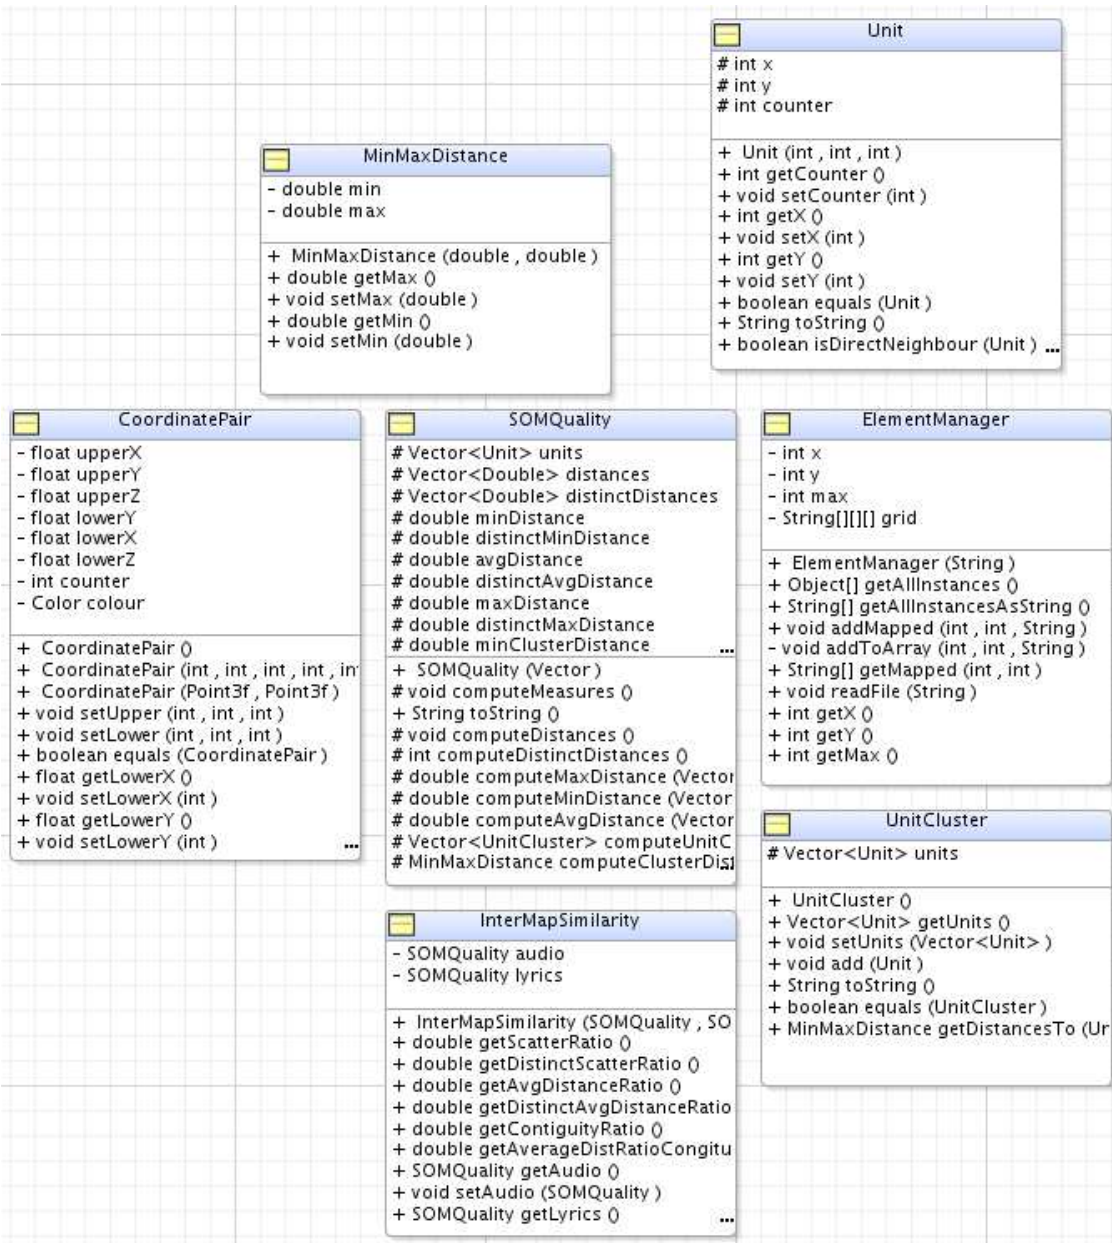 Unit
# int x
# int y
# int counter
+ Unit (int , int , int )
+ int getCounter ()
+ void setCounter (int )
+ int getX ()
+ void setX (int )
+ int getY ()
+ void setY (int )
+ boolean equals (Unit )
+ String toString ()
+ boolean isDirectNeighbour (Unit ) ...
MinMaxDistance
- double min
- double max
+ MinMaxDistance (double , double )
+ double getMax ()
+ void setMax (double )
+ double getMin ()
+ void setMin (double )
CoordinatePair
- float upperX
- float upperY
- float upperZ
- float lowerY
- float lowerX
- float lowerZ
- int counter
- Color colour
+ CoordinatePair ()
+ CoordinatePair (int , int , int , int , in
+ CoordinatePair (Point3f , Point3f )
+ void setUpper (int , int , int )
+ void setLower (int , int , int )
+ boolean equals (CoordinatePair )
+ float getLowerX ()
+ void setLowerX (int )
+ float getLowerY ()
+ void setLowerY (int ) ...
SOMQuality
# Vector<Unit> units
# Vector<Double> distances
# Vector<Double> distinctDistances
# double minDistance
# double distinctMinDistance
# double avgDistance
# double distinctAvgDistance
# double maxDistance
# double distinctMaxDistance
# double minClusterDistance ...
+ SOMQuality (Vector )
# void computeMeasures ()
+ String toString ()
# void computeDistances ()
# int computeDistinctDistances ()
# double computeMaxDistance (Vector
# double computeMinDistance (Vector
# double computeAvgDistance (Vector
# Vector<UnitCluster> computeUnitC
# MinMaxDistance computeClusterDist...
ElementManager
- int x
- int y
- int max
- String[][][] grid
+ ElementManager (String )
+ Object[] getAllInstances ()
+ String[] getAllInstancesAsString ()
+ void addMapped (int , int , String )
- void addToArray (int , int , String )
+ String[] getMapped (int , int )
+ void readFile (String )
+ int getX ()
+ int getY ()
+ int getMax ()
UnitCluster
# Vector<Unit> units
+ UnitCluster ()
+ Vector<Unit> getUnits ()
+ void setUnits (Vector<Unit> )
+ void add (Unit )
+ String toString ()
+ boolean equals (UnitCluster )
+ MinMaxDistance getDistancesTo (Ur
InterMapSimilarity
- SOMQuality audio
- SOMQuality lyrics
+ InterMapSimilarity (SOMQuality , SO
+ double getScatterRatio ()
+ double getDistinctScatterRatio ()
+ double getAvgDistanceRatio ()
+ double getDistinctAvgDistanceRatio
+ double getContiguityRatio ()
+ double getAverageDistRatioCongitu
+ SOMQuality getAudio ()
+ void setAudio (SOMQuality )
+ SOMQuality getLyrics () ...